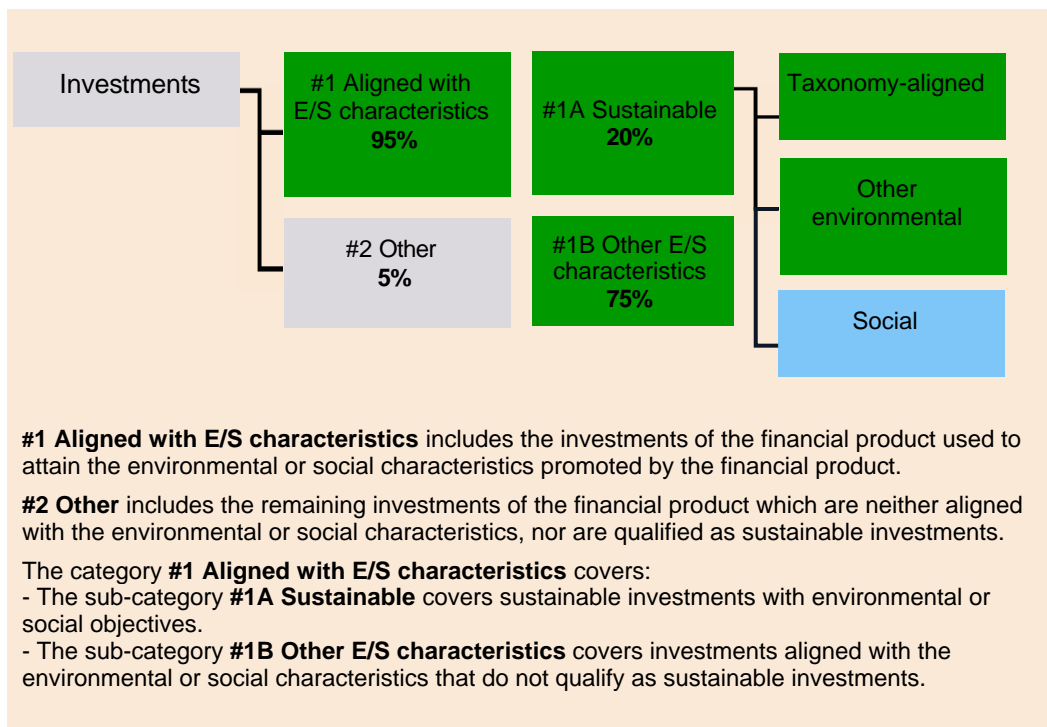 Investments
#1 Aligned with
E/S characteristics
95%
#2 Other
5%
#1A Sustainable
20%
#1B Other E/S
characteristics
75%
Taxonomy-aligned
Other
environmental
Social
#1 Aligned with E/S characteristics includes the investments of the financial product used to
attain the environmental or social characteristics promoted by the financial product.
#2 Other includes the remaining investments of the financial product which are neither aligned
with the environmental or social characteristics, nor are qualified as sustainable investments.
The category #1 Aligned with E/S characteristics covers:
- The sub-category #1A Sustainable covers sustainable investments with environmental or
social objectives.
- The sub-category #1B Other E/S characteristics covers investments aligned with the
environmental or social characteristics that do not qualify as sustainable investments.